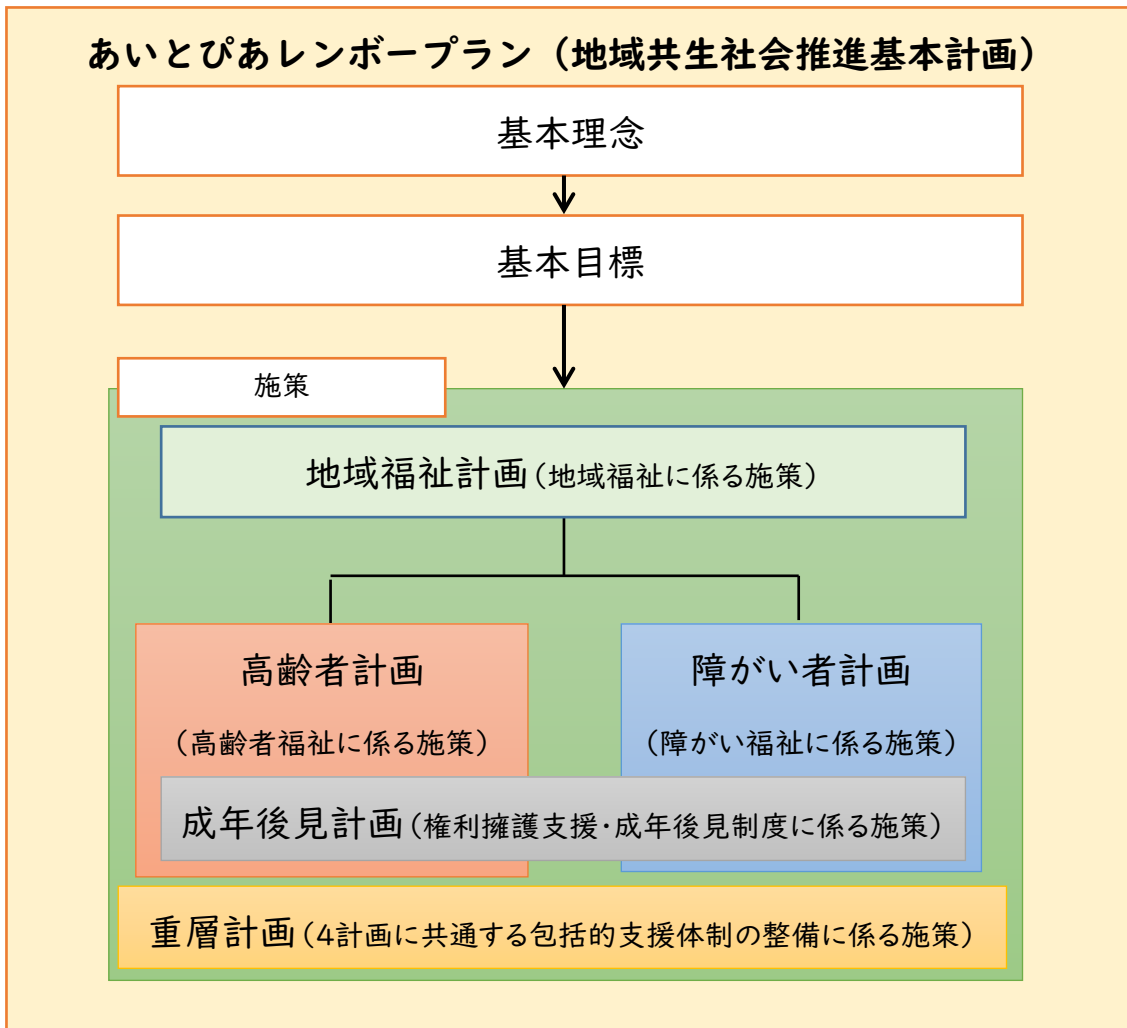 あいとぴあレンボープラン（地域共生社会推進基本計画）
基本理念
基本目標
施策
地域福祉計画（地域福祉に係る施策）
高齢者計画
（高齢者福祉に係る施策）
障がい者計画
（障がい福祉に係る施策）
成年後見計画（権利擁護支援・成年後見制度に係る施策）
重層計画（4計画に共通する包括的支援体制の整備に係る施策）